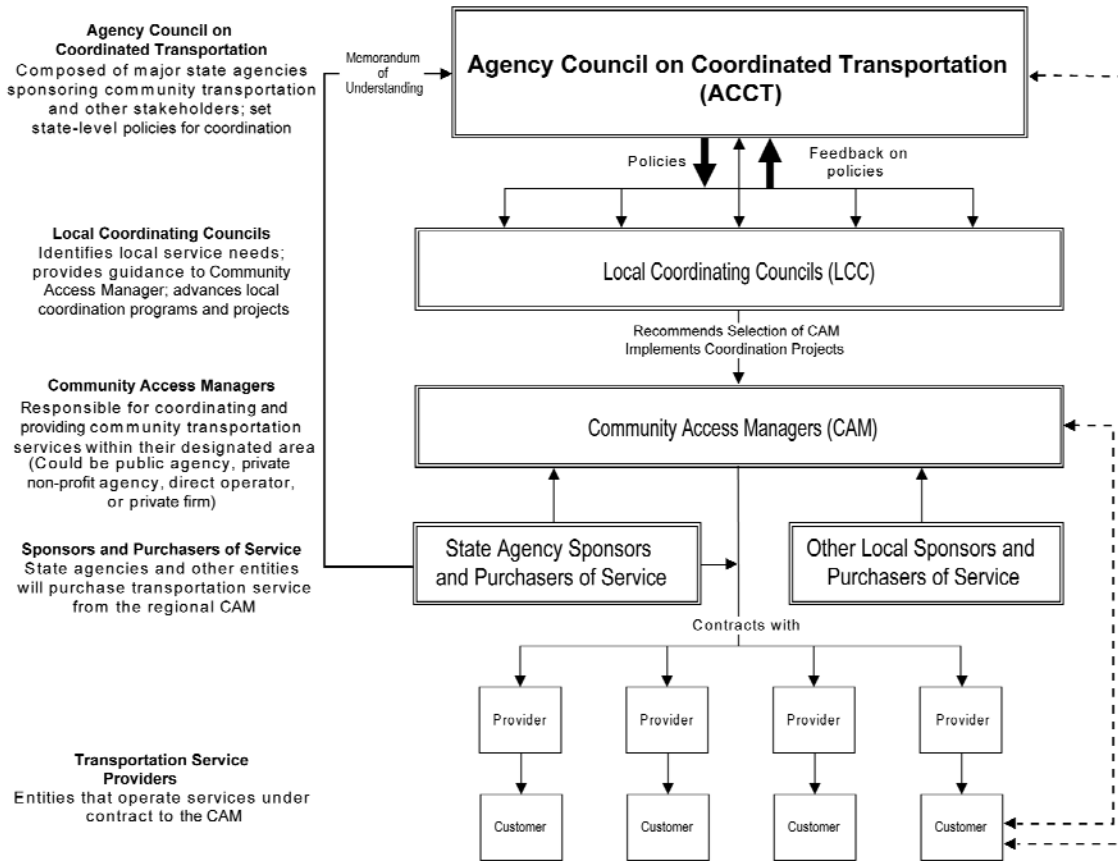 Agency Council on
Coordinated Transportation
Composed of major state agencies
sponsoring community transportation
and other stakeholders; set
state-level policies for coordination
Memorandum
of
Understanding
Agency Council on Coordinated Transportation
(ACCT)
Policies
Feedback on
policies
Local Coordinating Councils
Identifies local service needs;
provides guidance to Community
Access Manager; advances local
coordination programs and projects
Local Coordinating Councils (LCC)
Recommends Selection of CAM
Implements Coordination Projects
Community Access Managers
Responsible for coordinating and
providing community transportation
services within their designated area
(Could be public agency, private
non-profit agency, direct operator,
or private firm)
Community Access Managers (CAM)
Sponsors and Purchasers of Service
State agencies and other entities
will purchase transportation service
from the regional CAM
State Agency Sponsors
and Purchasers of Service
Other Local Sponsors and
Purchasers of Service
Contracts with
Provider
Provider
Provider
Provider
Transportation Service
Providers
Entities that operate services under
contract to the CAM
Customer
Customer
Customer
Customer